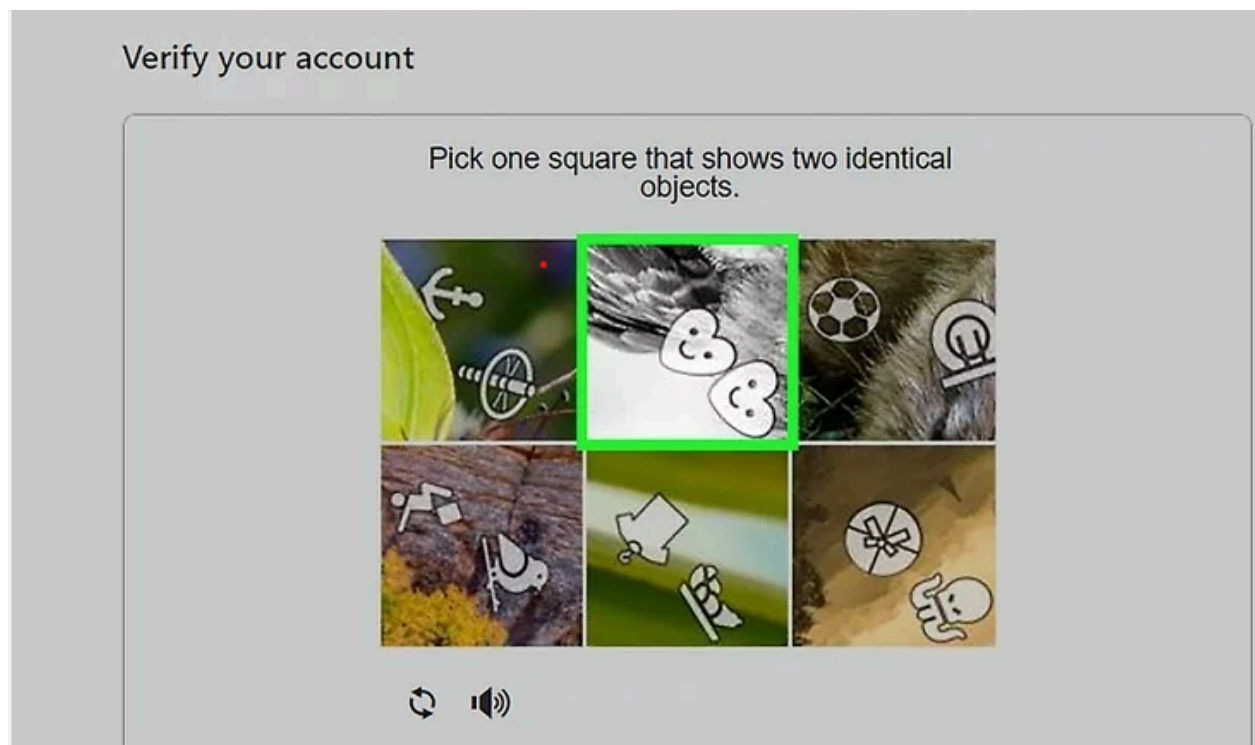 Verify your account
Pick one square that shows two identical
objects.